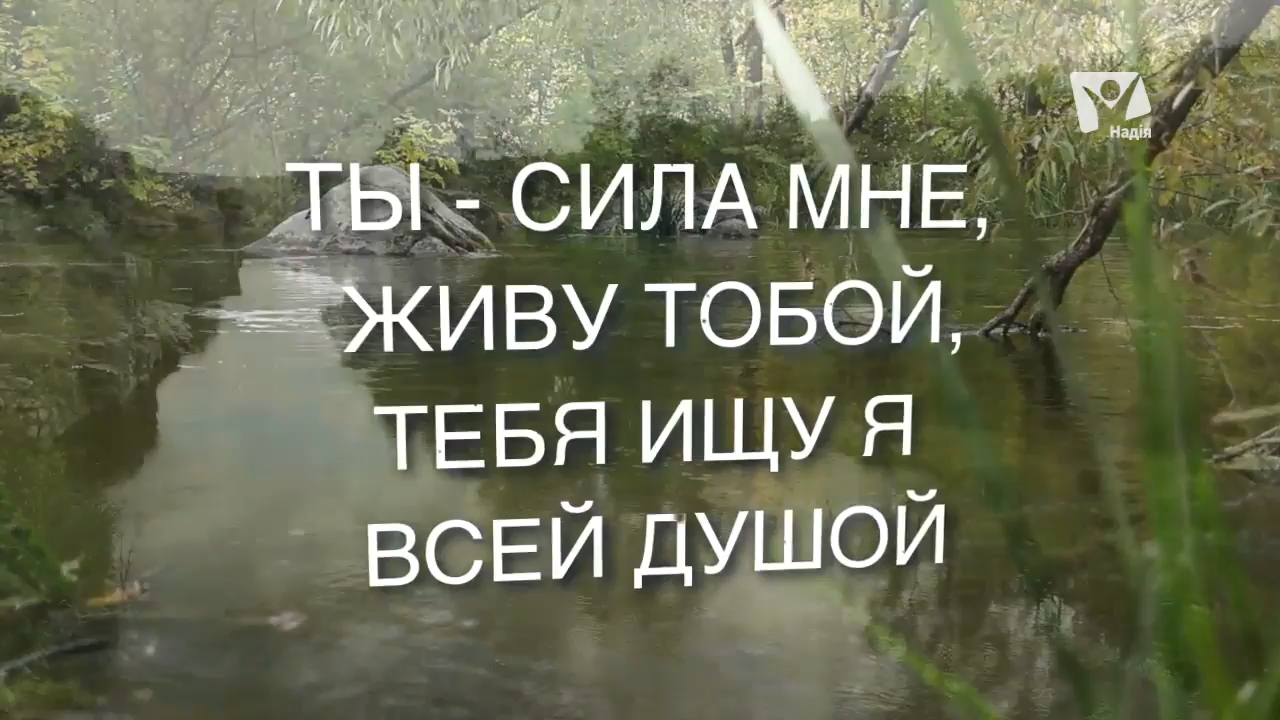 Надія
ТЫ - СИЛА МНЕ,
ЖИВУ ТОБОЙ,
ТЕБЯ ИЩУ Я
ВСЕЙ ДУШОЙ